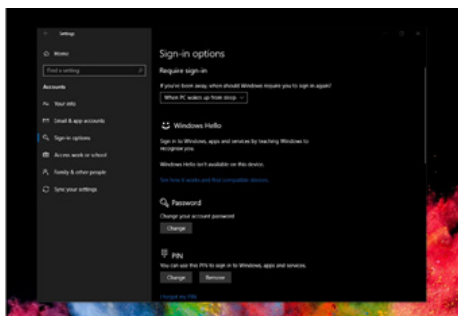 Settings
Home
Find a setting
Accounts
Your info
Email & app accounts
Sign-in options
Access work or school
Family & other people
Sync your settings
Sign-in options
Require sign-in
If you've been away, when should Windows require you to sign in again?
When PC wakes up from sleep
Windows Hello
Sign in to Windows, apps and services by teaching Windows to
recognise you.
Windows Hello isn't available on this device.
See how it works and find compatible devices.
Password
Change your account password
Change
PIN
You can use this PIN to sign in to Windows, apps and services.
Change Remove
I forgot my PIN